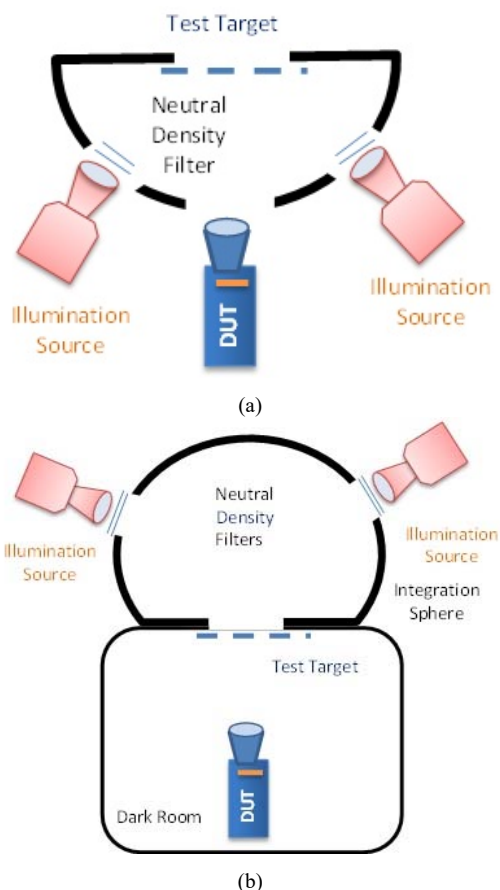 Test Target
Neutral
Density
Filter
Illumination
Source
DUT
Illumination
Source
(a)
Neutral
Density
Filters
Illumination
Source
Illumination
Source
Integration
Sphere
Test Target
DUT
Dark Room
(b)